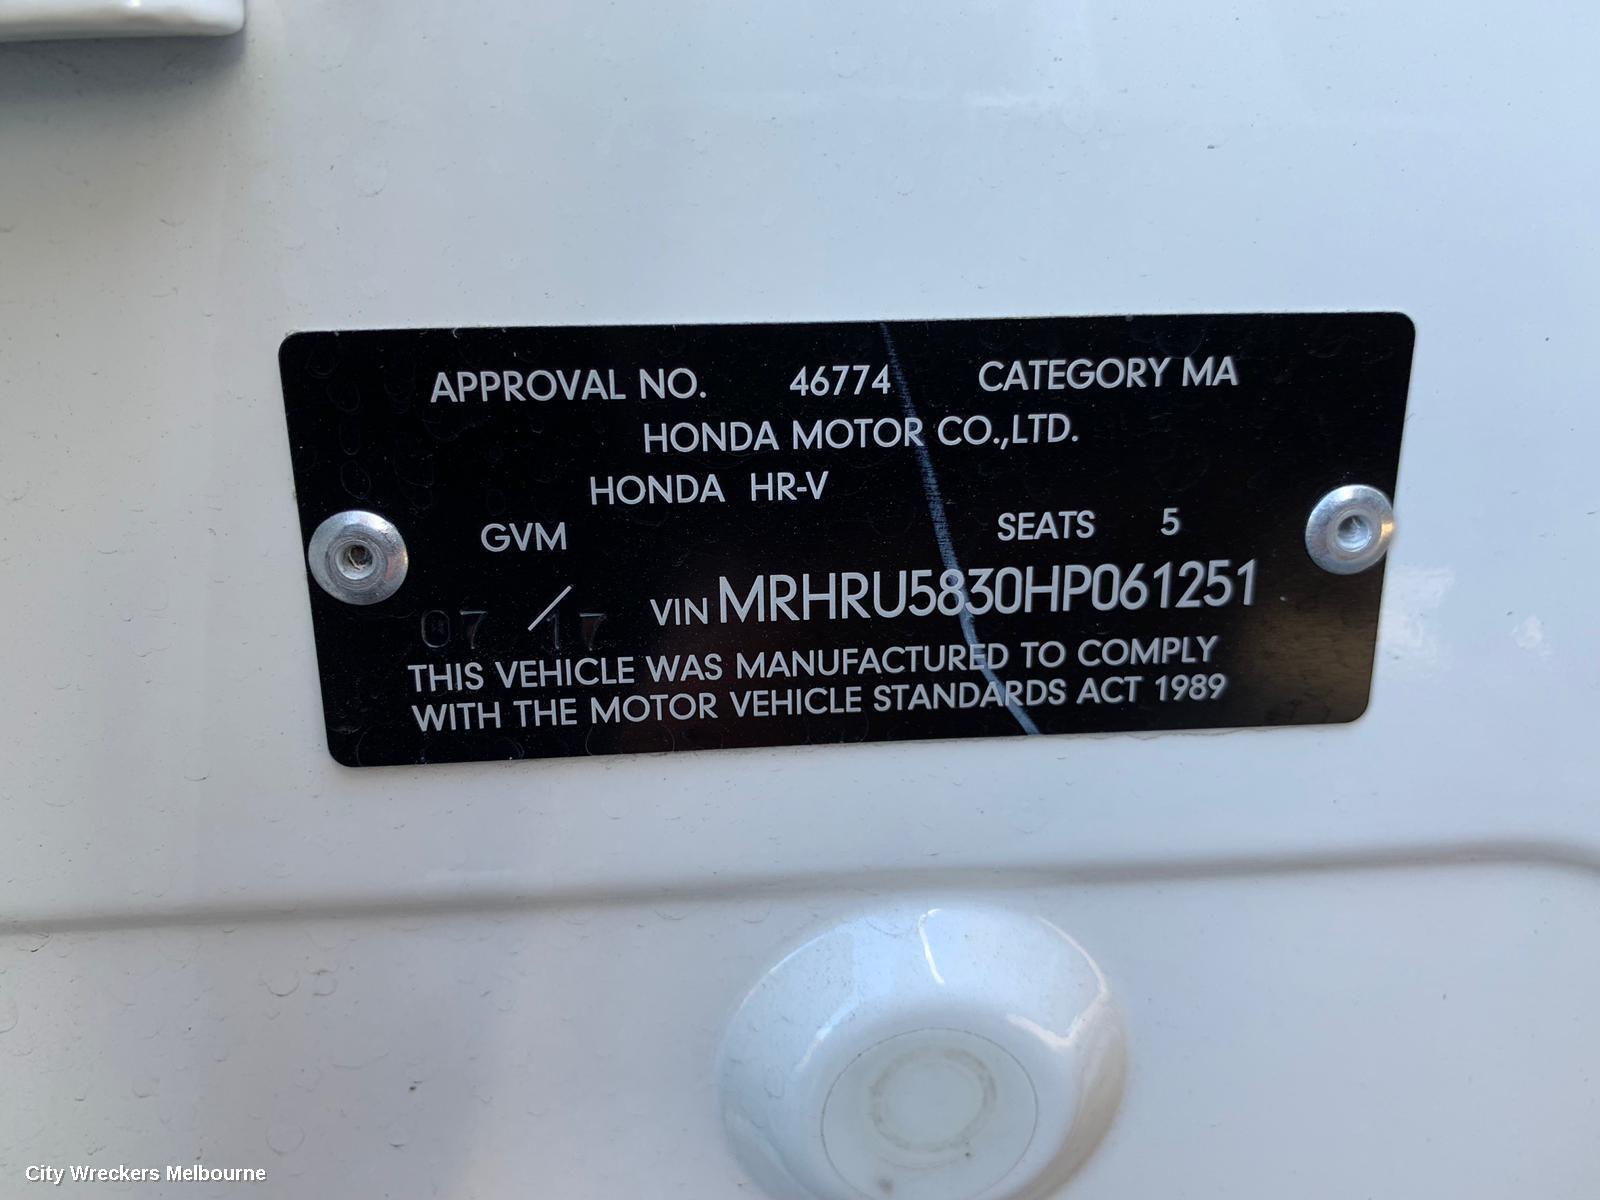 APPROVAL NO. 46774 CATEGORY MA
HONDA MOTOR CO.,LTD.
HONDA HR-V
GVM SEATS 5
07 / 17 VIN MRHRU5830HP061251
THIS VEHICLE WAS MANUFACTURED TO COMPLY
WITH THE MOTOR VEHICLE STANDARDS ACT 1989
City Wreckers Melbourne